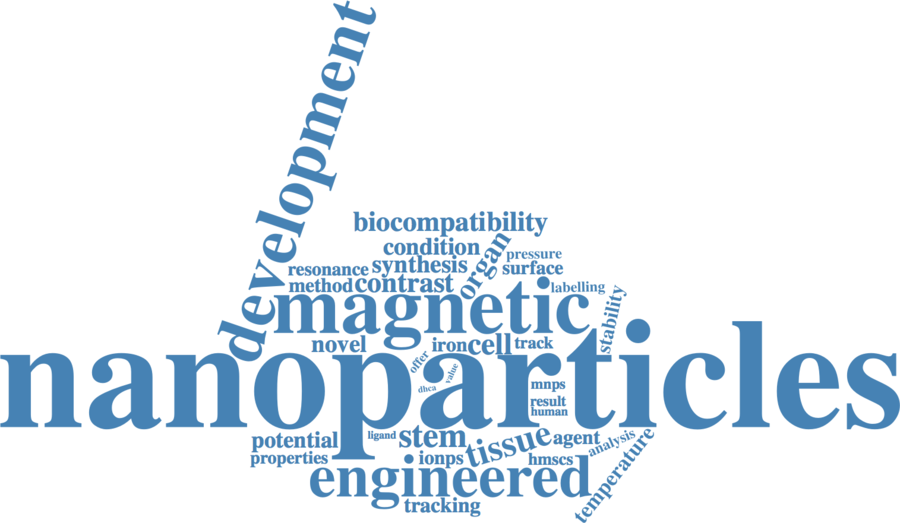 development
biocompatibility
condition
organ
pressure
resonance
synthesis
surface
method
contrast
labelling
magnetic
stability
novel
iron
cell
track
offer
value
dhca
nanoparticles
mnps
result
human
potential
ligand
stem
tissue
agent
analysis
temperature
properties
ionps
hmscs
engineered
tracking